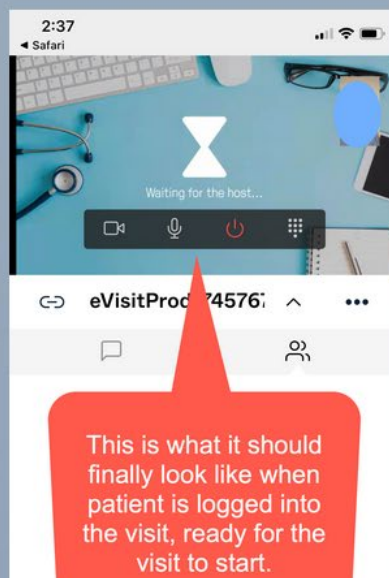 2:37
◄ Safari
Waiting for the host...
eVisitProd 745767
This is what it should
finally look like when
patient is logged into
the visit, ready for the
visit to start.